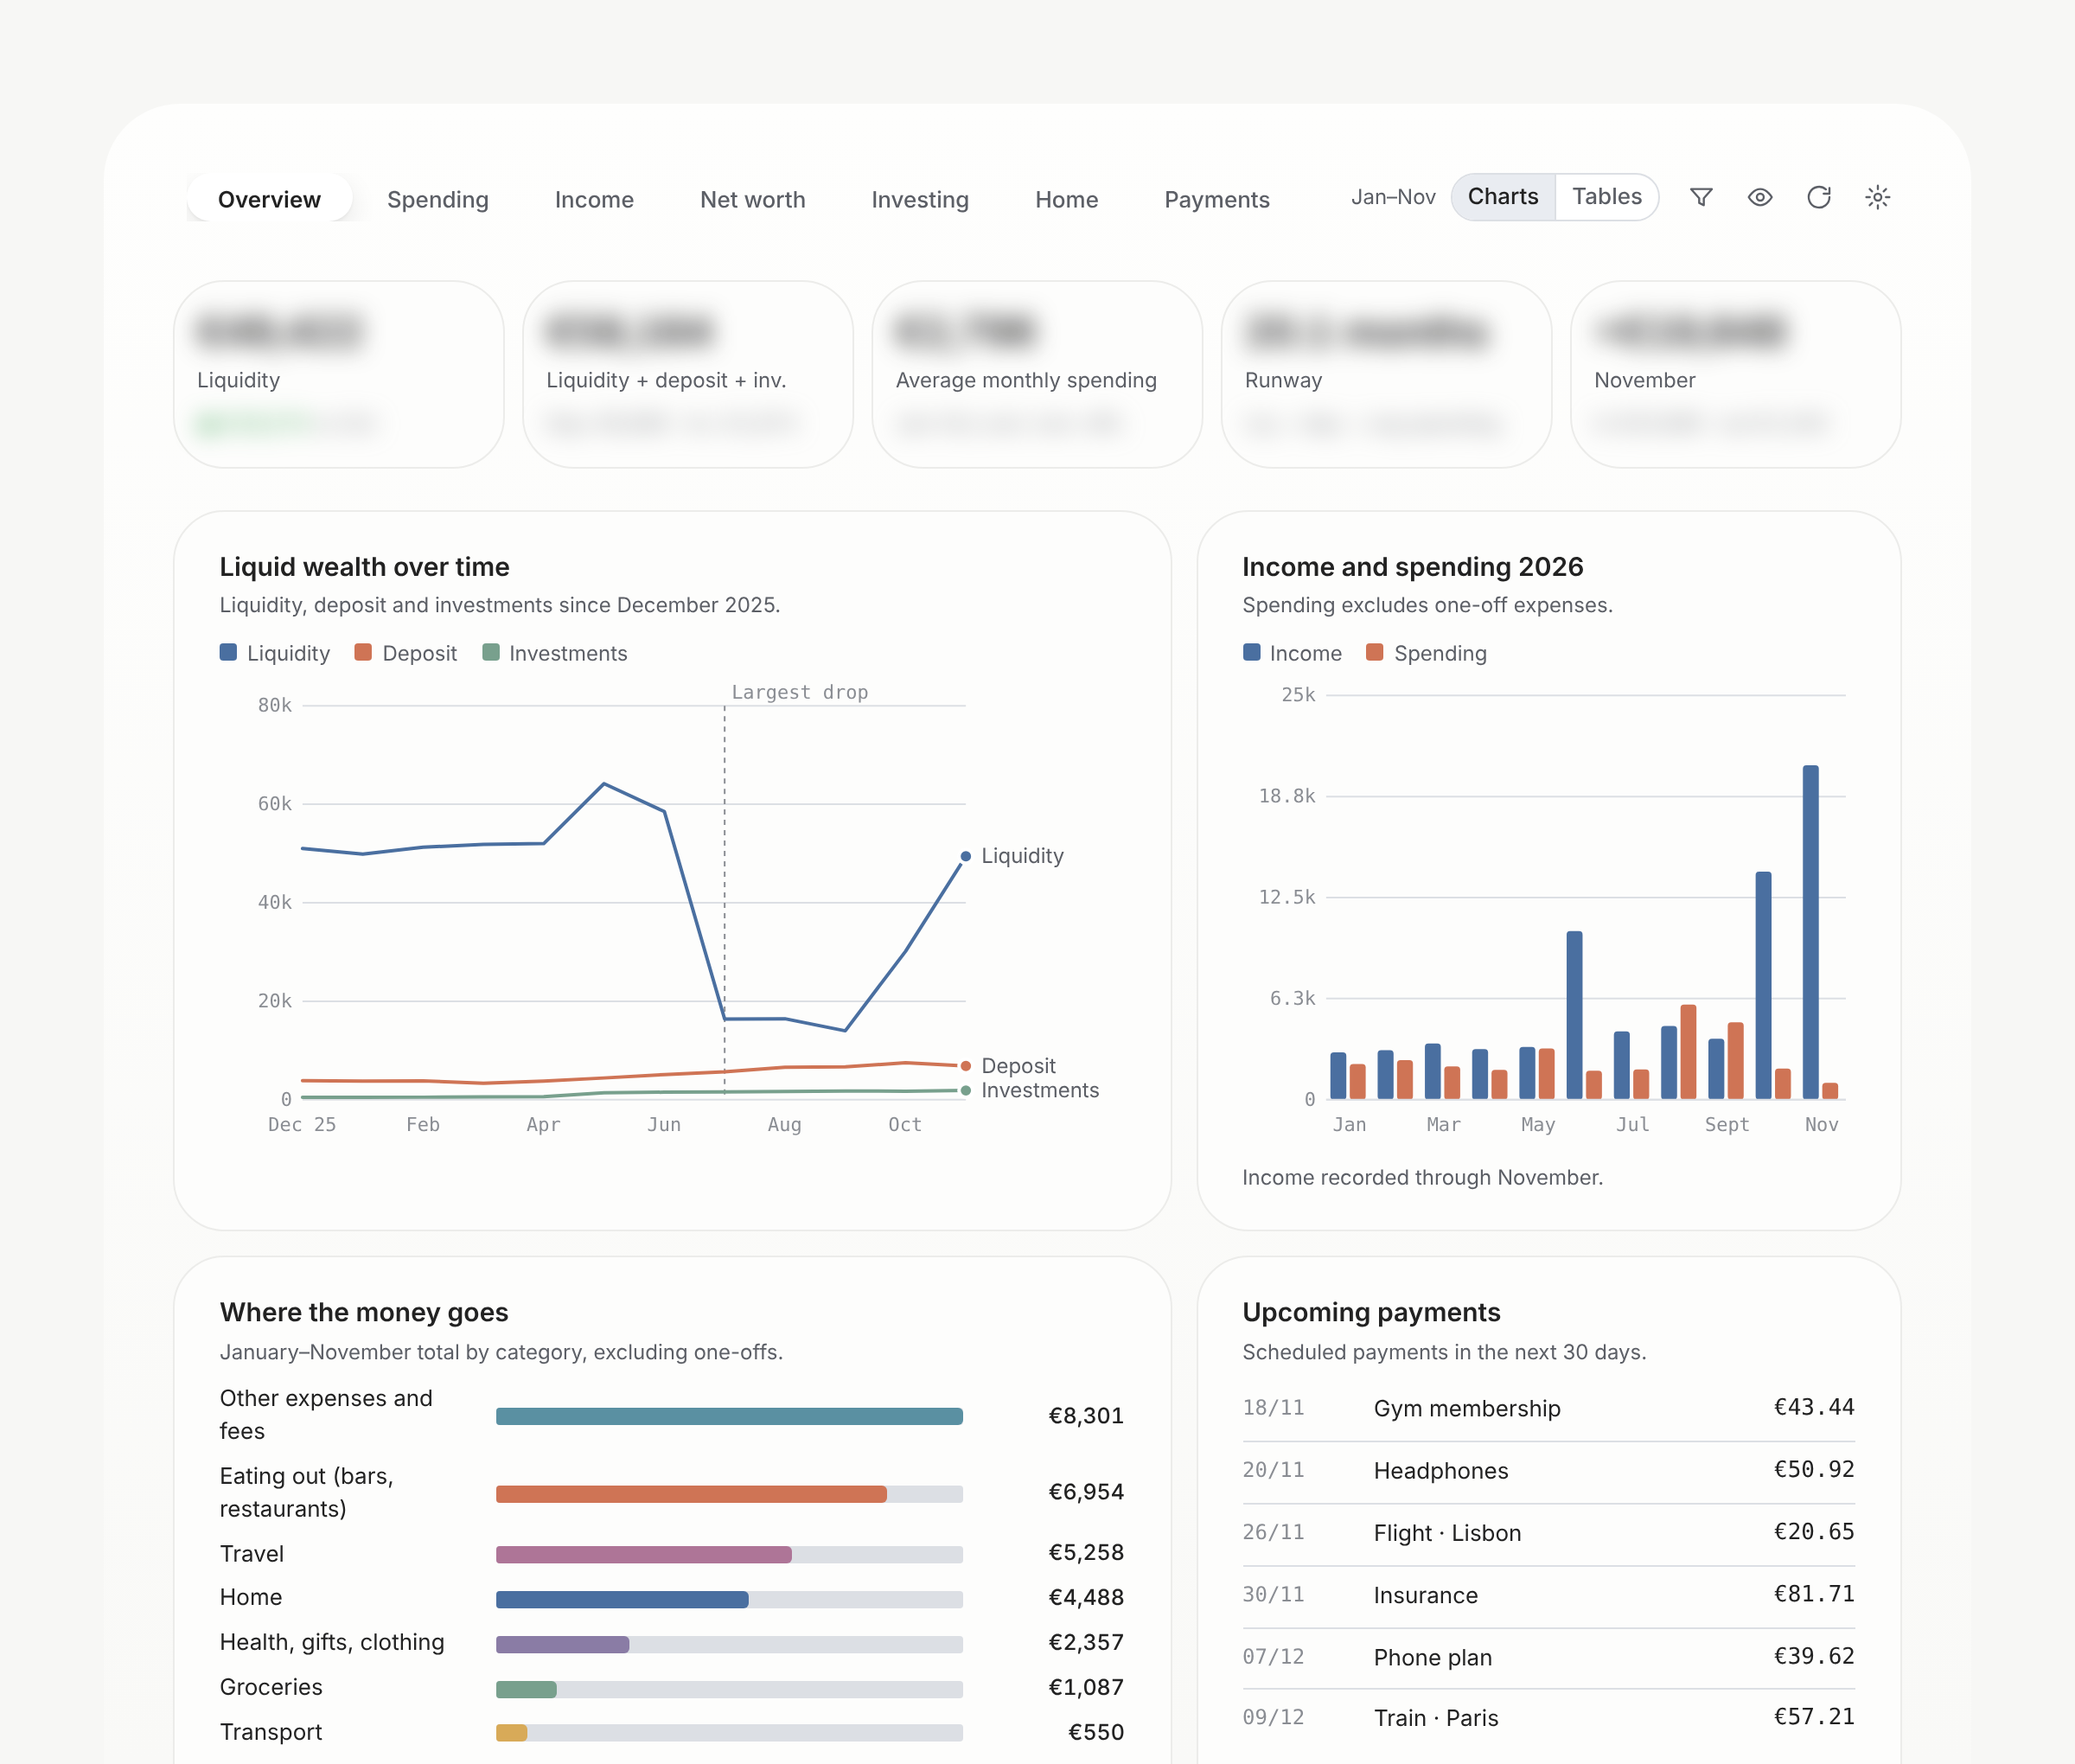 Overview
Spending
Income
Net worth
Investing
Home
Payments
Jan–Nov
Charts
Tables
Liquidity
Liquidity + deposit + inv.
Average monthly spending
Runway
November
Liquid wealth over time
Liquidity, deposit and investments since December 2025.
Liquidity
Deposit
Investments
Largest drop
80k
60k
40k
20k
0
Liquidity
Deposit
Investments
Dec 25
Feb
Apr
Jun
Aug
Oct
Income and spending 2026
Spending excludes one-off expenses.
Income
Spending
25k
18.8k
12.5k
6.3k
0
Jan
Mar
May
Jul
Sept
Nov
Income recorded through November.
Where the money goes
January–November total by category, excluding one-offs.
Other expenses and
fees
€8,301
Eating out (bars,
restaurants)
€6,954
Travel
€5,258
Home
€4,488
Health, gifts, clothing
€2,357
Groceries
€1,087
Transport
€550
Upcoming payments
Scheduled payments in the next 30 days.
18/11 Gym membership €43.44
20/11 Headphones €50.92
26/11 Flight · Lisbon €20.65
30/11 Insurance €81.71
07/12 Phone plan €39.62
09/12 Train · Paris €57.21